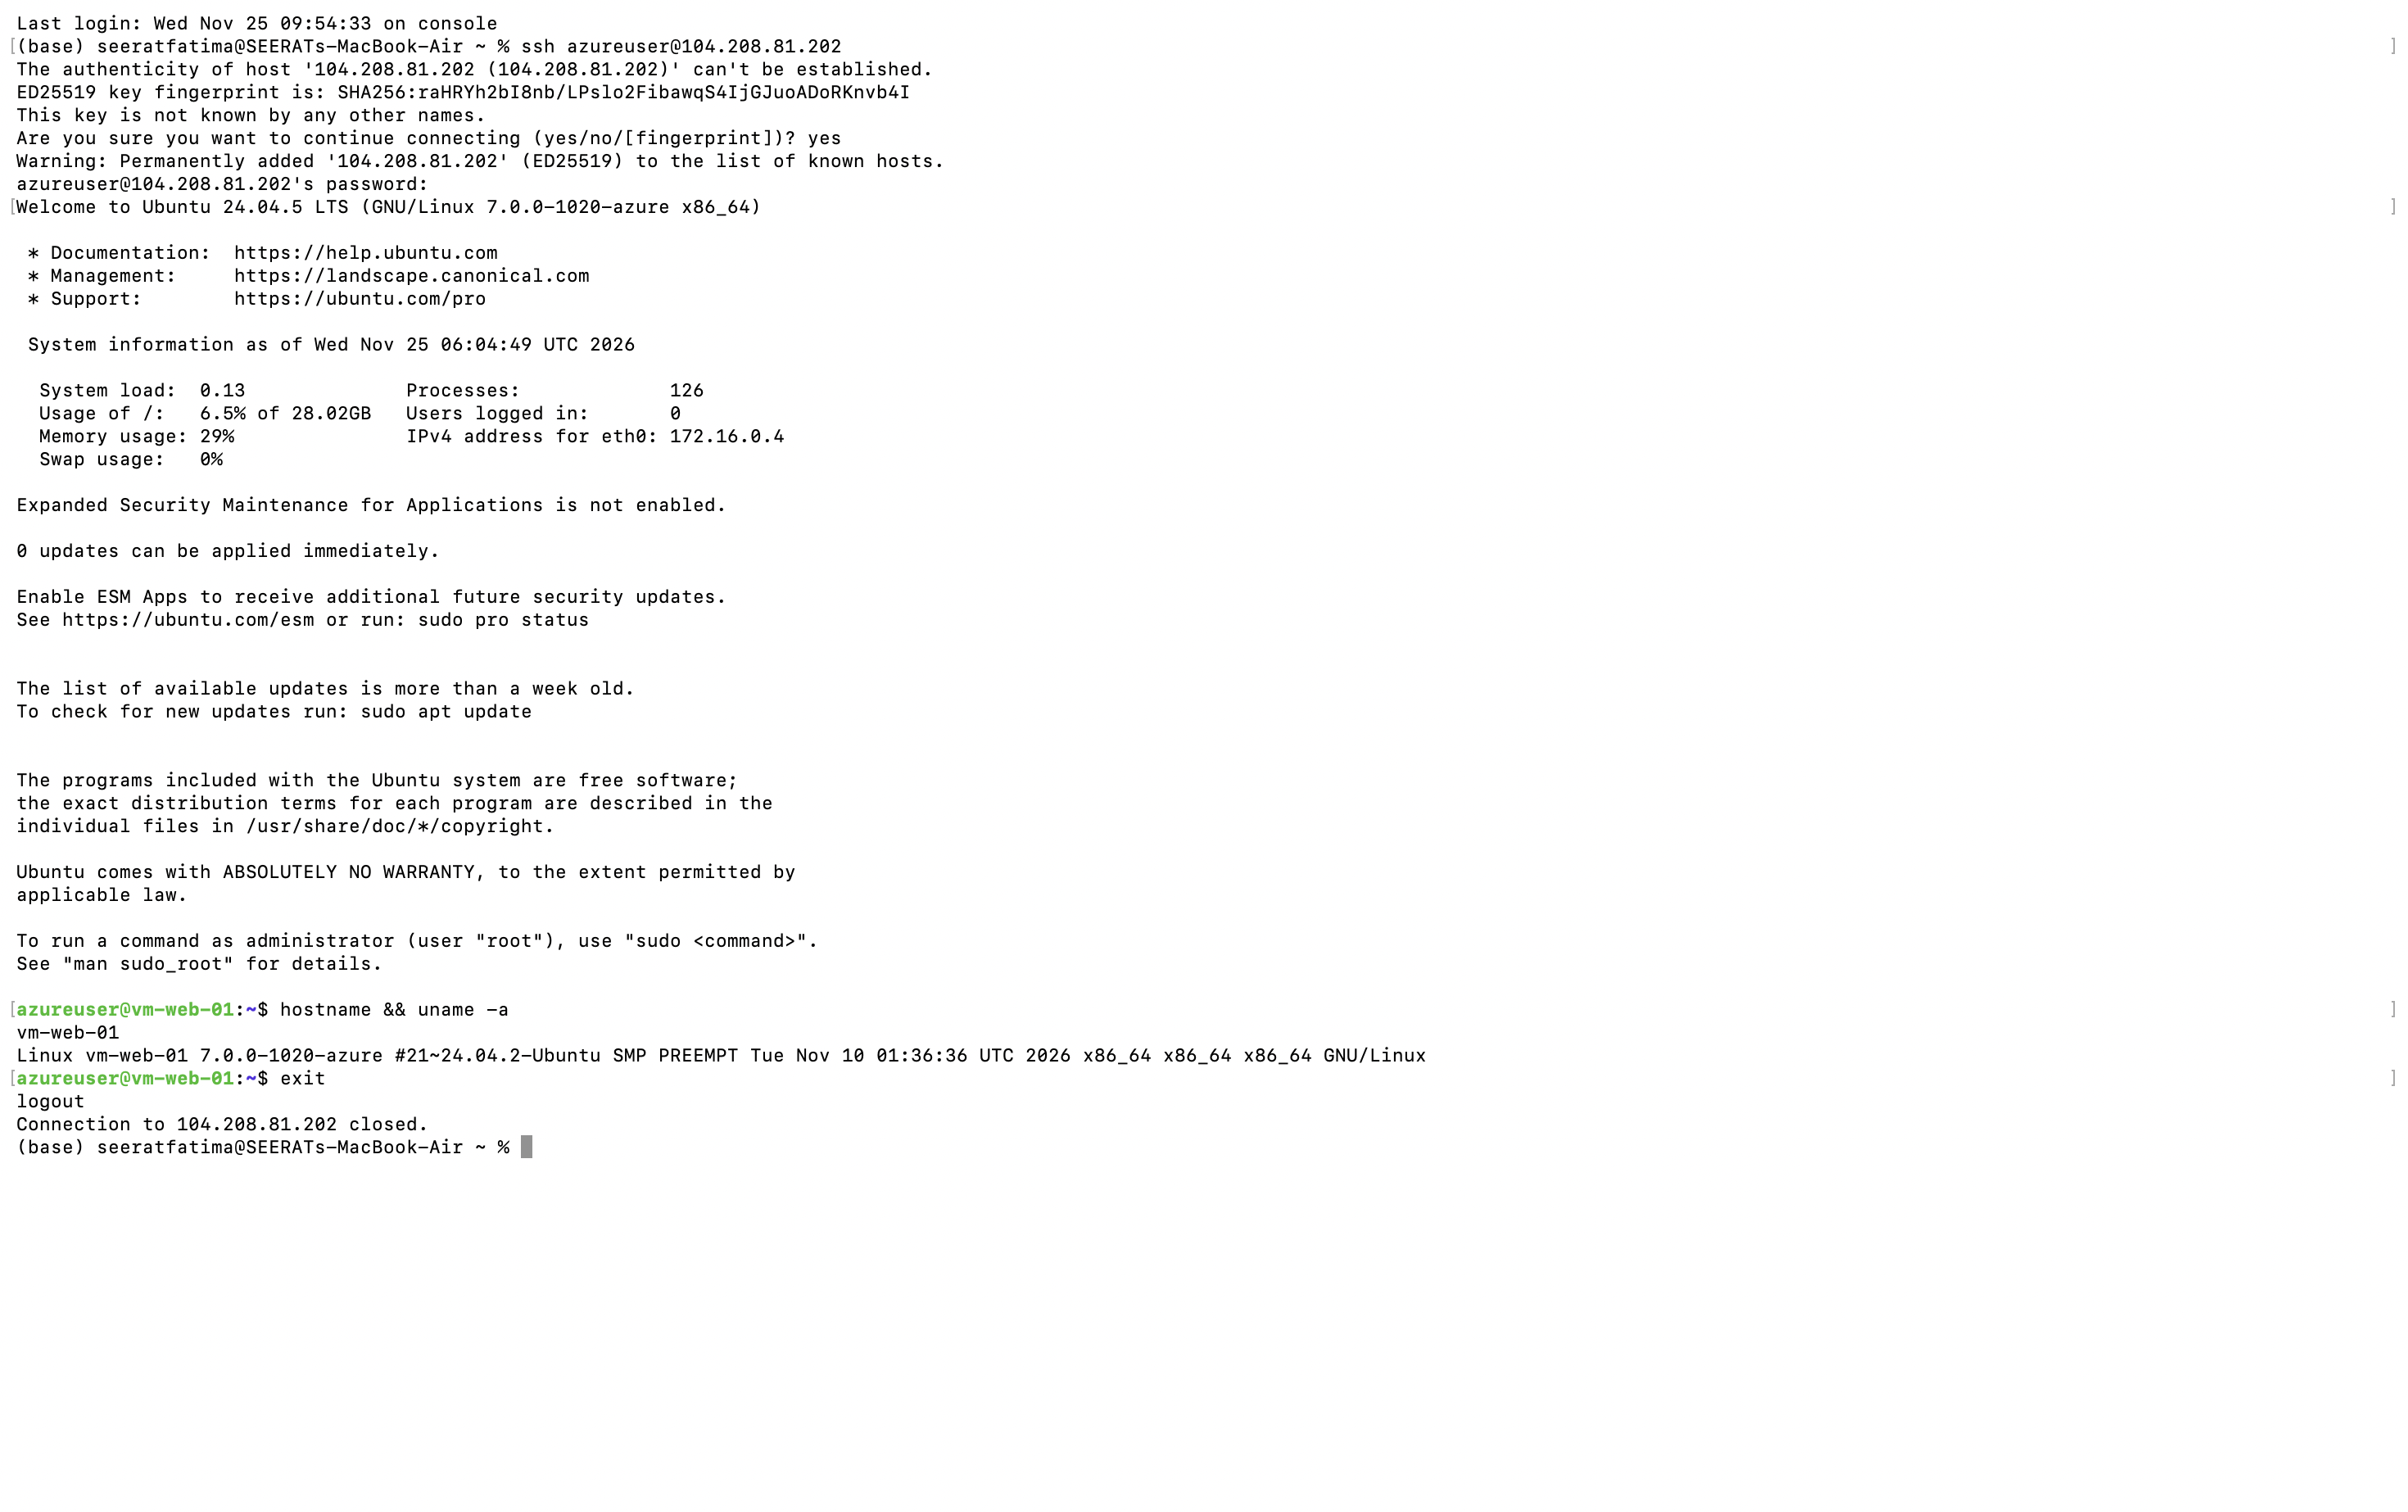 Last login: Wed Nov 25 09:54:33 on console
[(base) seeratfatima@SEERATs-MacBook-Air ~ % ssh azureuser@104.208.81.202 ]
The authenticity of host '104.208.81.202 (104.208.81.202)' can't be established.
ED25519 key fingerprint is: SHA256:raHRYh2bI8nb/LPslo2FibawqS4IjGJuoADoRKnvb4I
This key is not known by any other names.
Are you sure you want to continue connecting (yes/no/[fingerprint])? yes
Warning: Permanently added '104.208.81.202' (ED25519) to the list of known hosts.
azureuser@104.208.81.202's password:
[Welcome to Ubuntu 24.04.5 LTS (GNU/Linux 7.0.0-1020-azure x86_64) ]
* Documentation:  https://help.ubuntu.com
* Management:     https://landscape.canonical.com
* Support:        https://ubuntu.com/pro
System information as of Wed Nov 25 06:04:49 UTC 2026
System load:  0.13              Processes:             126
Usage of /:   6.5% of 28.02GB   Users logged in:       0
Memory usage: 29%               IPv4 address for eth0: 172.16.0.4
Swap usage:   0%
Expanded Security Maintenance for Applications is not enabled.
0 updates can be applied immediately.
Enable ESM Apps to receive additional future security updates.
See https://ubuntu.com/esm or run: sudo pro status
The list of available updates is more than a week old.
To check for new updates run: sudo apt update
The programs included with the Ubuntu system are free software;
the exact distribution terms for each program are described in the
individual files in /usr/share/doc/*/copyright.
Ubuntu comes with ABSOLUTELY NO WARRANTY, to the extent permitted by
applicable law.
To run a command as administrator (user "root"), use "sudo <command>".
See "man sudo_root" for details.
[azureuser@vm-web-01:~$ hostname && uname -a ]
vm-web-01
Linux vm-web-01 7.0.0-1020-azure #21~24.04.2-Ubuntu SMP PREEMPT Tue Nov 10 01:36:36 UTC 2026 x86_64 x86_64 x86_64 GNU/Linux
[azureuser@vm-web-01:~$ exit ]
logout
Connection to 104.208.81.202 closed.
(base) seeratfatima@SEERATs-MacBook-Air ~ %